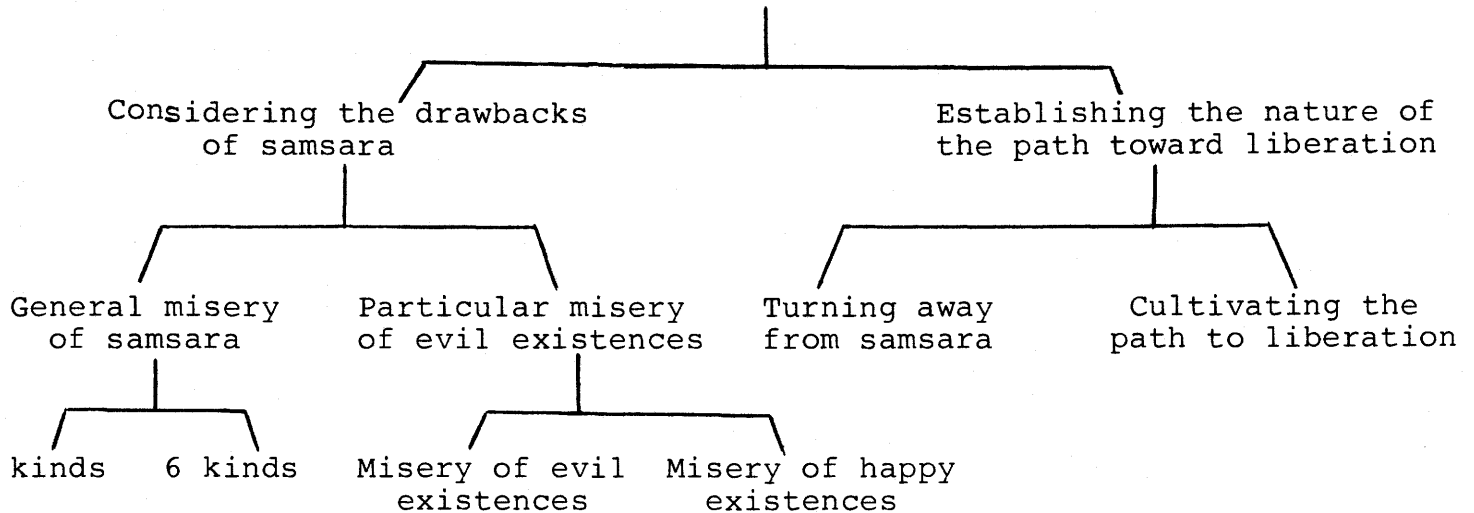 Considering the drawbacks
of samsara
Establishing the nature of
the path toward liberation
General misery
of samsara
Particular misery
of evil existences
Turning away
from samsara
Cultivating the
path to liberation
kinds
6 kinds
Misery of evil
existences
Misery of happy
existences